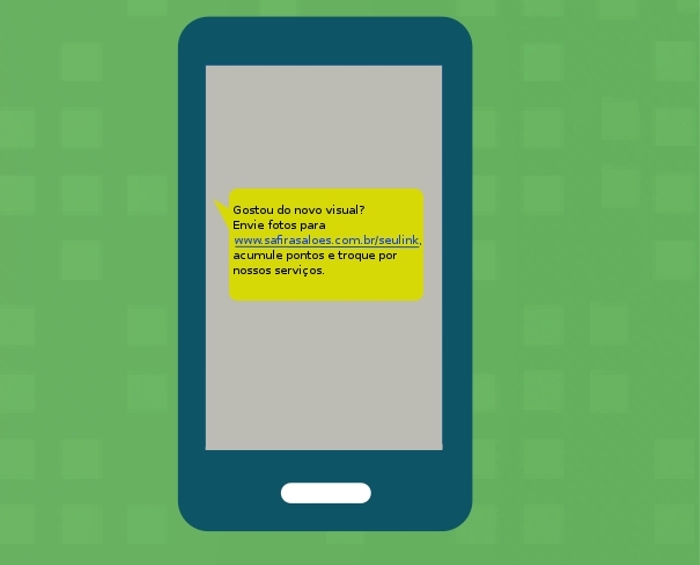 Gostou do novo visual?
Envie fotos para
www.safirasaloes.com.br/seulink,
acumule pontos e troque por
nossos serviços.